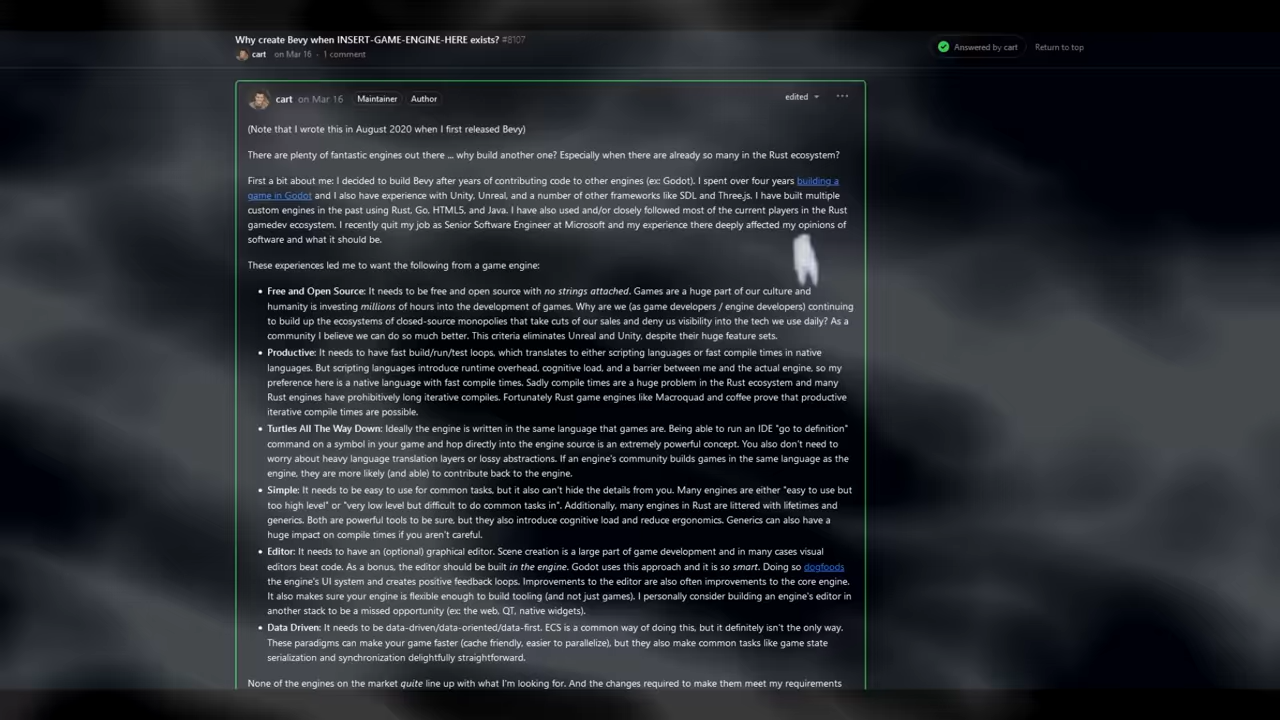 Why create Bevy when INSERT-GAME-ENGINE-HERE exists? #8107
cart on Mar 16 · 1 comment
Answered by cart
Return to top
cart on Mar 16 Maintainer Author
edited
(Note that I wrote this in August 2020 when I first released Bevy)
There are plenty of fantastic engines out there ... why build another one? Especially when there are already so many in the Rust ecosystem?
First a bit about me: I decided to build Bevy after years of contributing code to other engines (ex: Godot). I spent over four years building a
game in Godot and I also have experience with Unity, Unreal, and a number of other frameworks like SDL and Three.js. I have built multiple
custom engines in the past using Rust, Go, HTML5, and Java. I have also used and/or closely followed most of the current players in the Rust
gamedev ecosystem. I recently quit my job as Senior Software Engineer at Microsoft and my experience there deeply affected my opinions of
software and what it should be.
These experiences led me to want the following from a game engine:
• Free and Open Source: It needs to be free and open source with no strings attached. Games are a huge part of our culture and
humanity is investing millions of hours into the development of games. Why are we (as game developers / engine developers) continuing
to build up the ecosystems of closed-source monopolies that take cuts of our sales and deny us visibility into the tech we use daily? As a
community I believe we can do so much better. This criteria eliminates Unreal and Unity, despite their huge feature sets.
• Productive: It needs to have fast build/run/test loops, which translates to either scripting languages or fast compile times in native
languages. But scripting languages introduce runtime overhead, cognitive load, and a barrier between me and the actual engine, so my
preference here is a native language with fast compile times. Sadly compile times are a huge problem in the Rust ecosystem and many
Rust engines have prohibitively long iterative compiles. Fortunately Rust game engines like Macroquad and coffee prove that productive
iterative compile times are possible.
• Turtles All The Way Down: Ideally the engine is written in the same language that games are. Being able to run an IDE "go to definition"
command on a symbol in your game and hop directly into the engine source is an extremely powerful concept. You also don't need to
worry about heavy language translation layers or lossy abstractions. If an engine's community builds games in the same language as the
engine, they are more likely (and able) to contribute back to the engine.
• Simple: It needs to be easy to use for common tasks, but it also can't hide the details from you. Many engines are either "easy to use but
too high level" or "very low level but difficult to do common tasks in". Additionally, many engines in Rust are littered with lifetimes and
generics. Both are powerful tools to be sure, but they also introduce cognitive load and reduce ergonomics. Generics can also have a
huge impact on compile times if you aren't careful.
• Editor: It needs to have an (optional) graphical editor. Scene creation is a large part of game development and in many cases visual
editors beat code. As a bonus, the editor should be built in the engine. Godot uses this approach and it is so smart. Doing so dogfoods
the engine's UI system and creates positive feedback loops. Improvements to the editor are also often improvements to the core engine.
It also makes sure your engine is flexible enough to build tooling (and not just games). I personally consider building an engine's editor in
another stack to be a missed opportunity (ex: the web, QT, native widgets).
• Data Driven: It needs to be data-driven/data-oriented/data-first. ECS is a common way of doing this, but it definitely isn't the only way.
These paradigms can make your game faster (cache friendly, easier to parallelize), but they also make common tasks like game state
serialization and synchronization delightfully straightforward.
None of the engines on the market quite line up with what I'm looking for. And the changes required to make them meet my requirements